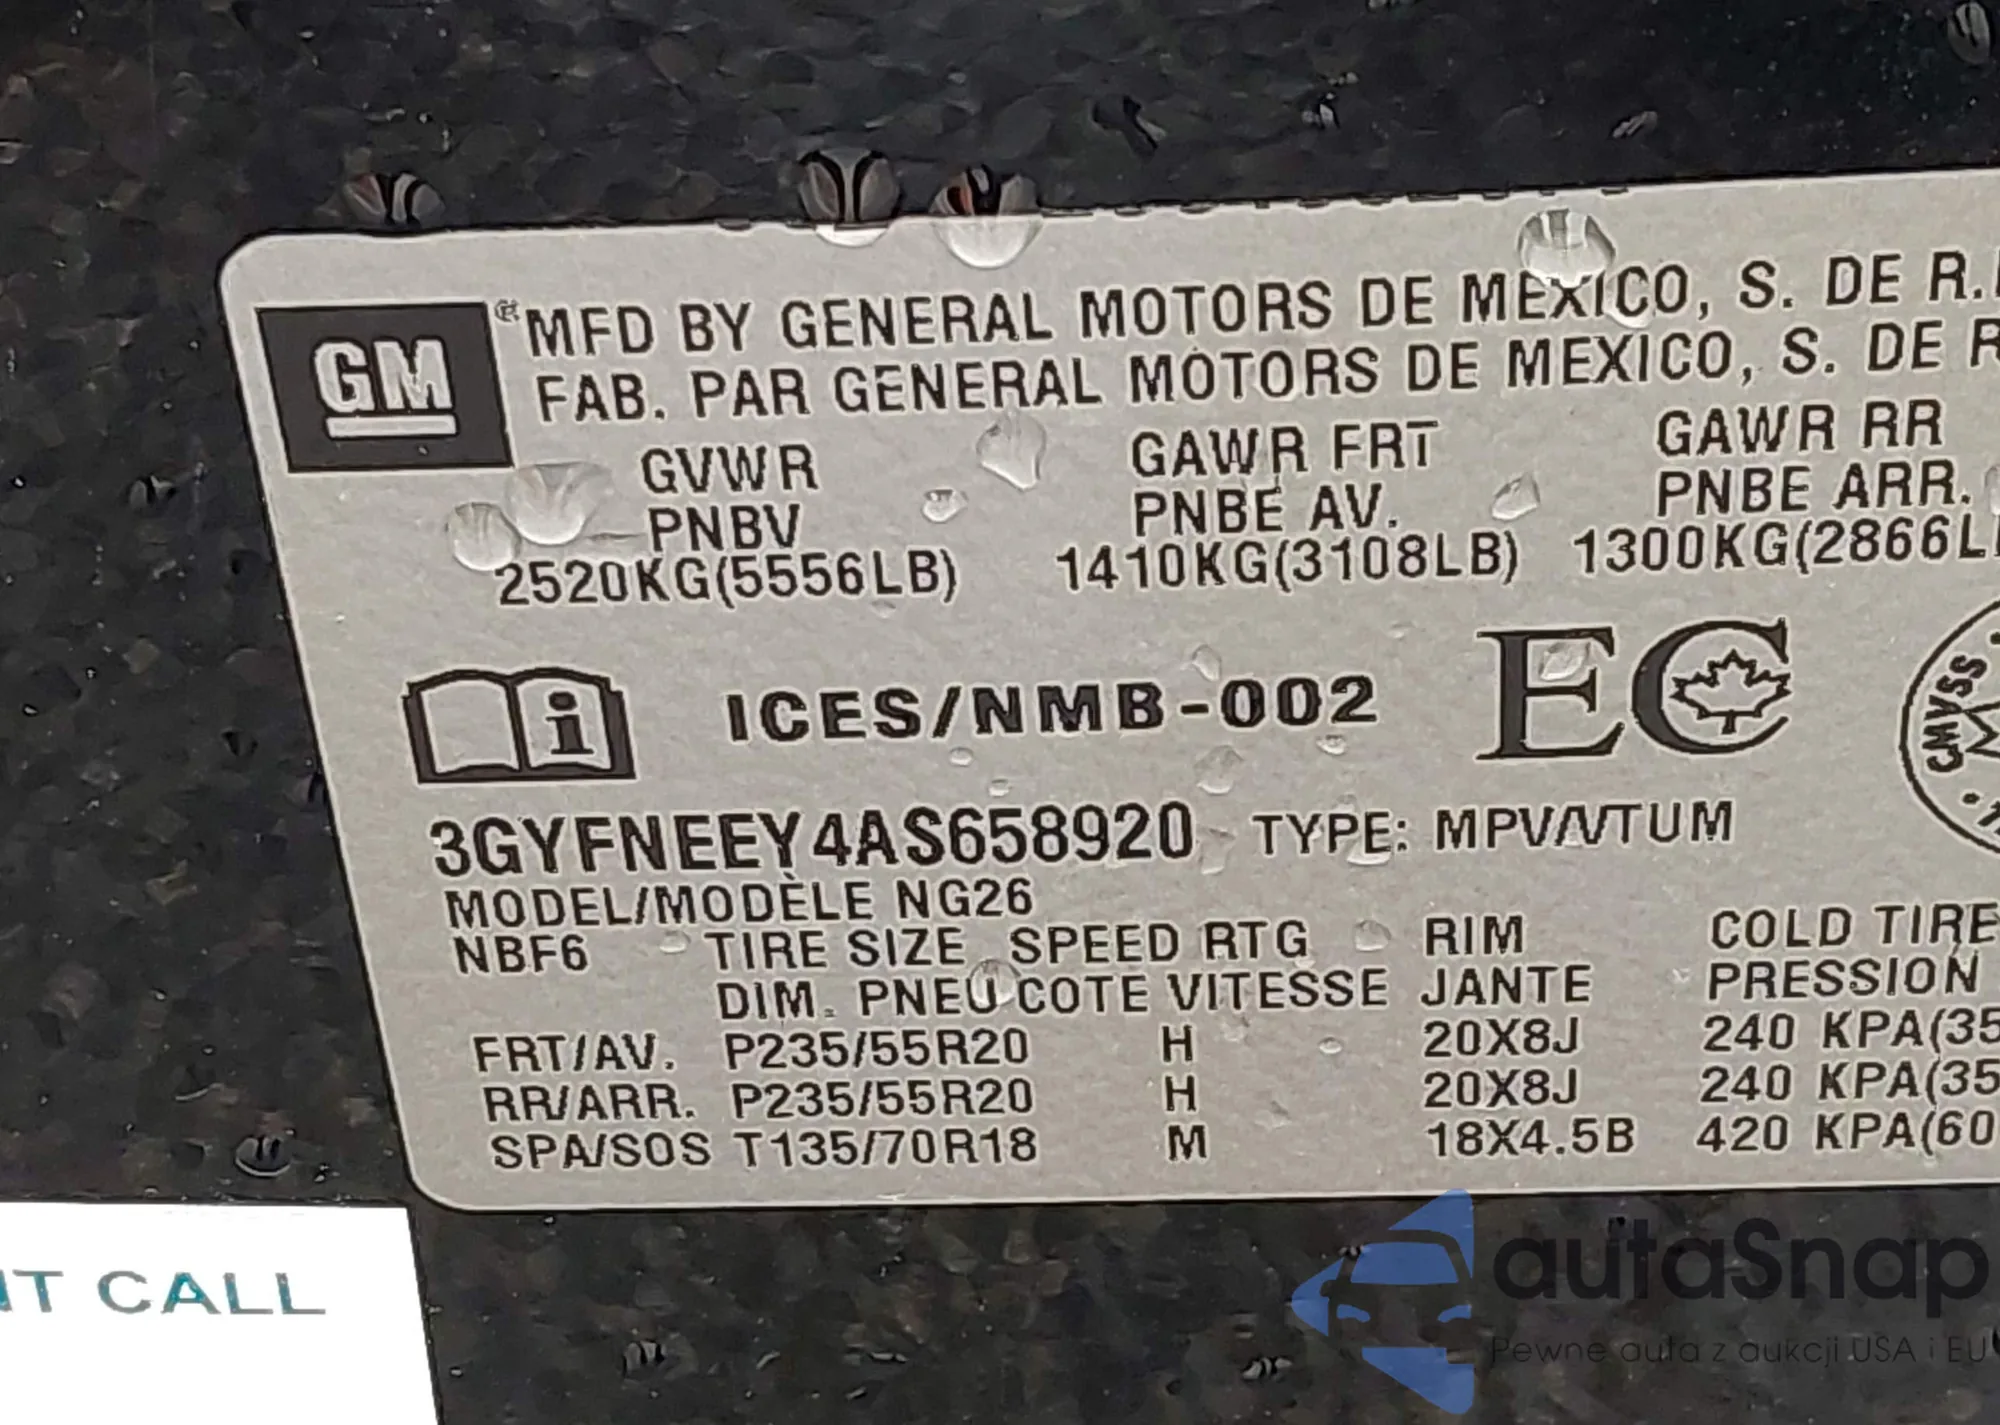 GM
MFD BY GENERAL MOTORS DE MEXICO, S. DE R.
FAB. PAR GENERAL MOTORS DE MEXICO, S. DE R
GVWR GAWR FRT GAWR RR
PNBV PNBE AV. PNBE ARR.
2520KG(5556LB) 1410KG(3108LB) 1300KG(2866L
i ICES/NMB-002 EC CMVSS
3GYFNEEY4AS658920 TYPE: MPV/VTUM
MODEL/MODÈLE NG26
NBF6 TIRE SIZE SPEED RTG RIM COLD TIRE
DIM. PNEU COTE VITESSE JANTE PRESSION
FRT/AV. P235/55R20 H 20X8J 240 KPA(35
RR/ARR. P235/55R20 H 20X8J 240 KPA(35
SPA/SOS T135/70R18 M 18X4.5B 420 KPA(60
CALL
autaSnap
Pewne auta z aukcji USA i EU